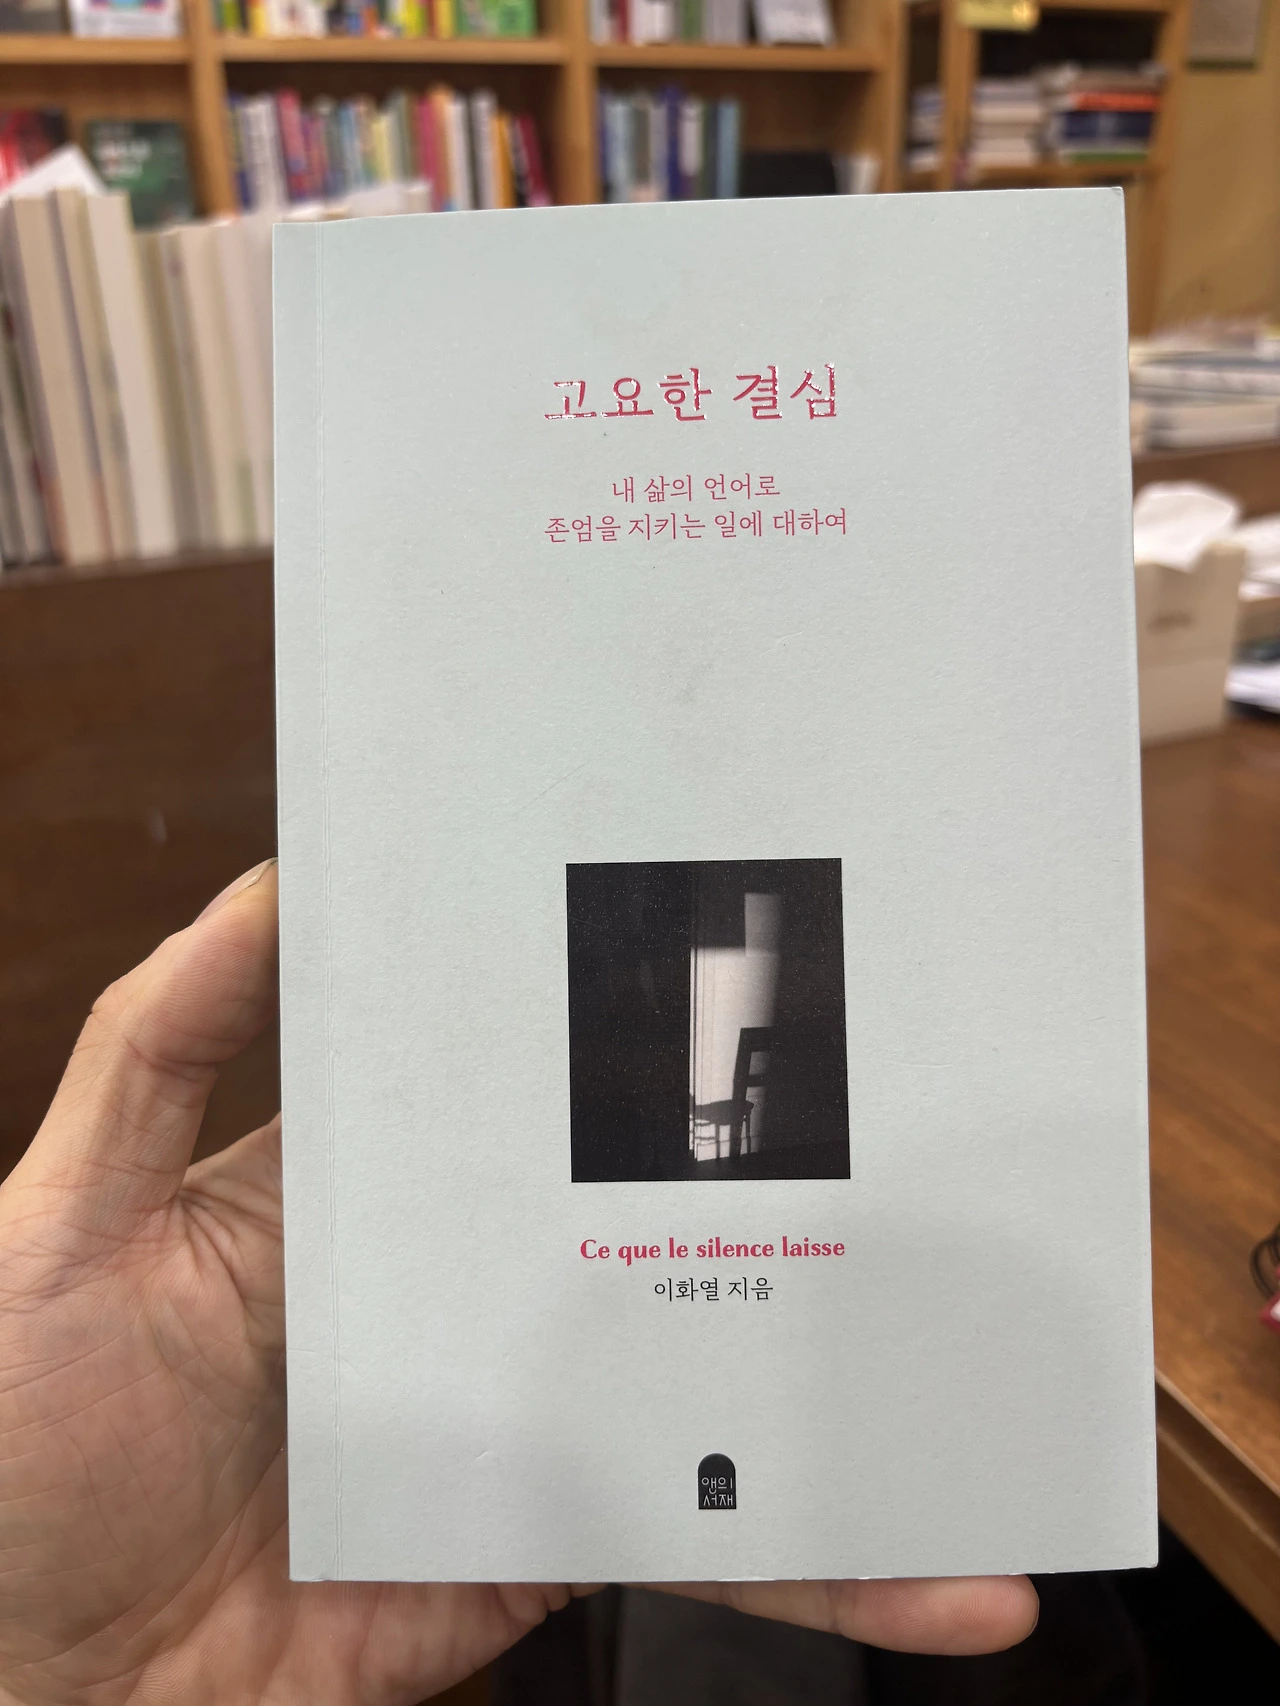 고요한 결심
내 삶의 언어로
존엄을 지키는 일에 대하여
Ce que le silence laisse
이화열 지음
앤의
서재